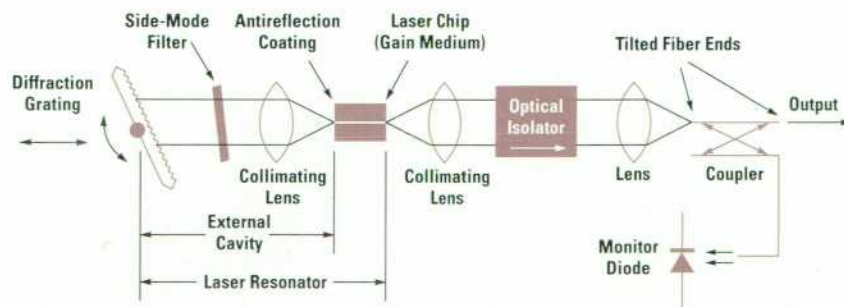 Side-Mode
Filter
Antireflection
Coating
Laser Chip
(Gain Medium)
Tilted Fiber Ends
Diffraction
Grating
Optical
Isolator
Output
Collimating
Lens
Collimating
Lens
Lens
Coupler
External
Cavity
Monitor
Diode
Laser Resonator